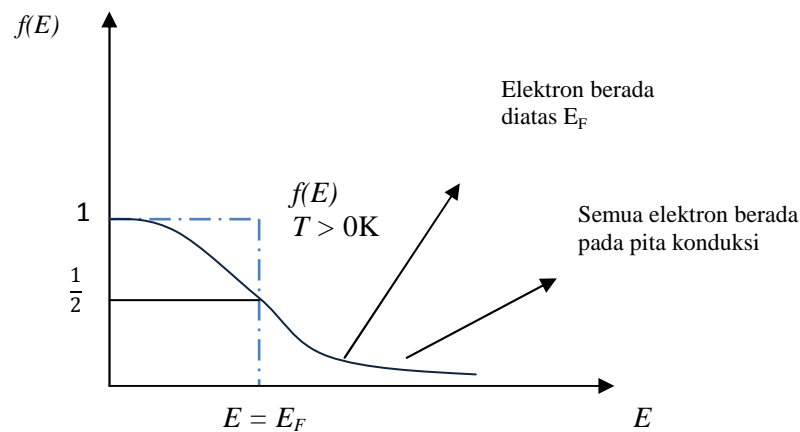 f(E)
Elektron berada
diatas E_F
f(E)
T > 0K
1
Semua elektron berada
pada pita konduksi
1/2
E = E_F
E